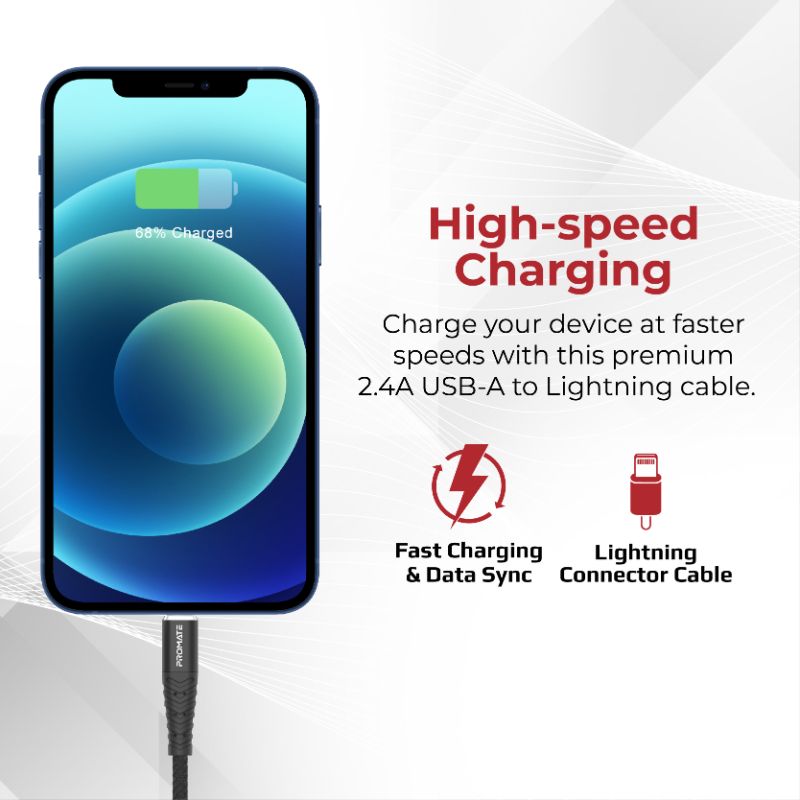 68% Charged
High-speed
Charging
Charge your device at faster
speeds with this premium
2.4A USB-A to Lightning cable.
Fast Charging
& Data Sync
Lightning
Connector Cable
PROMATE